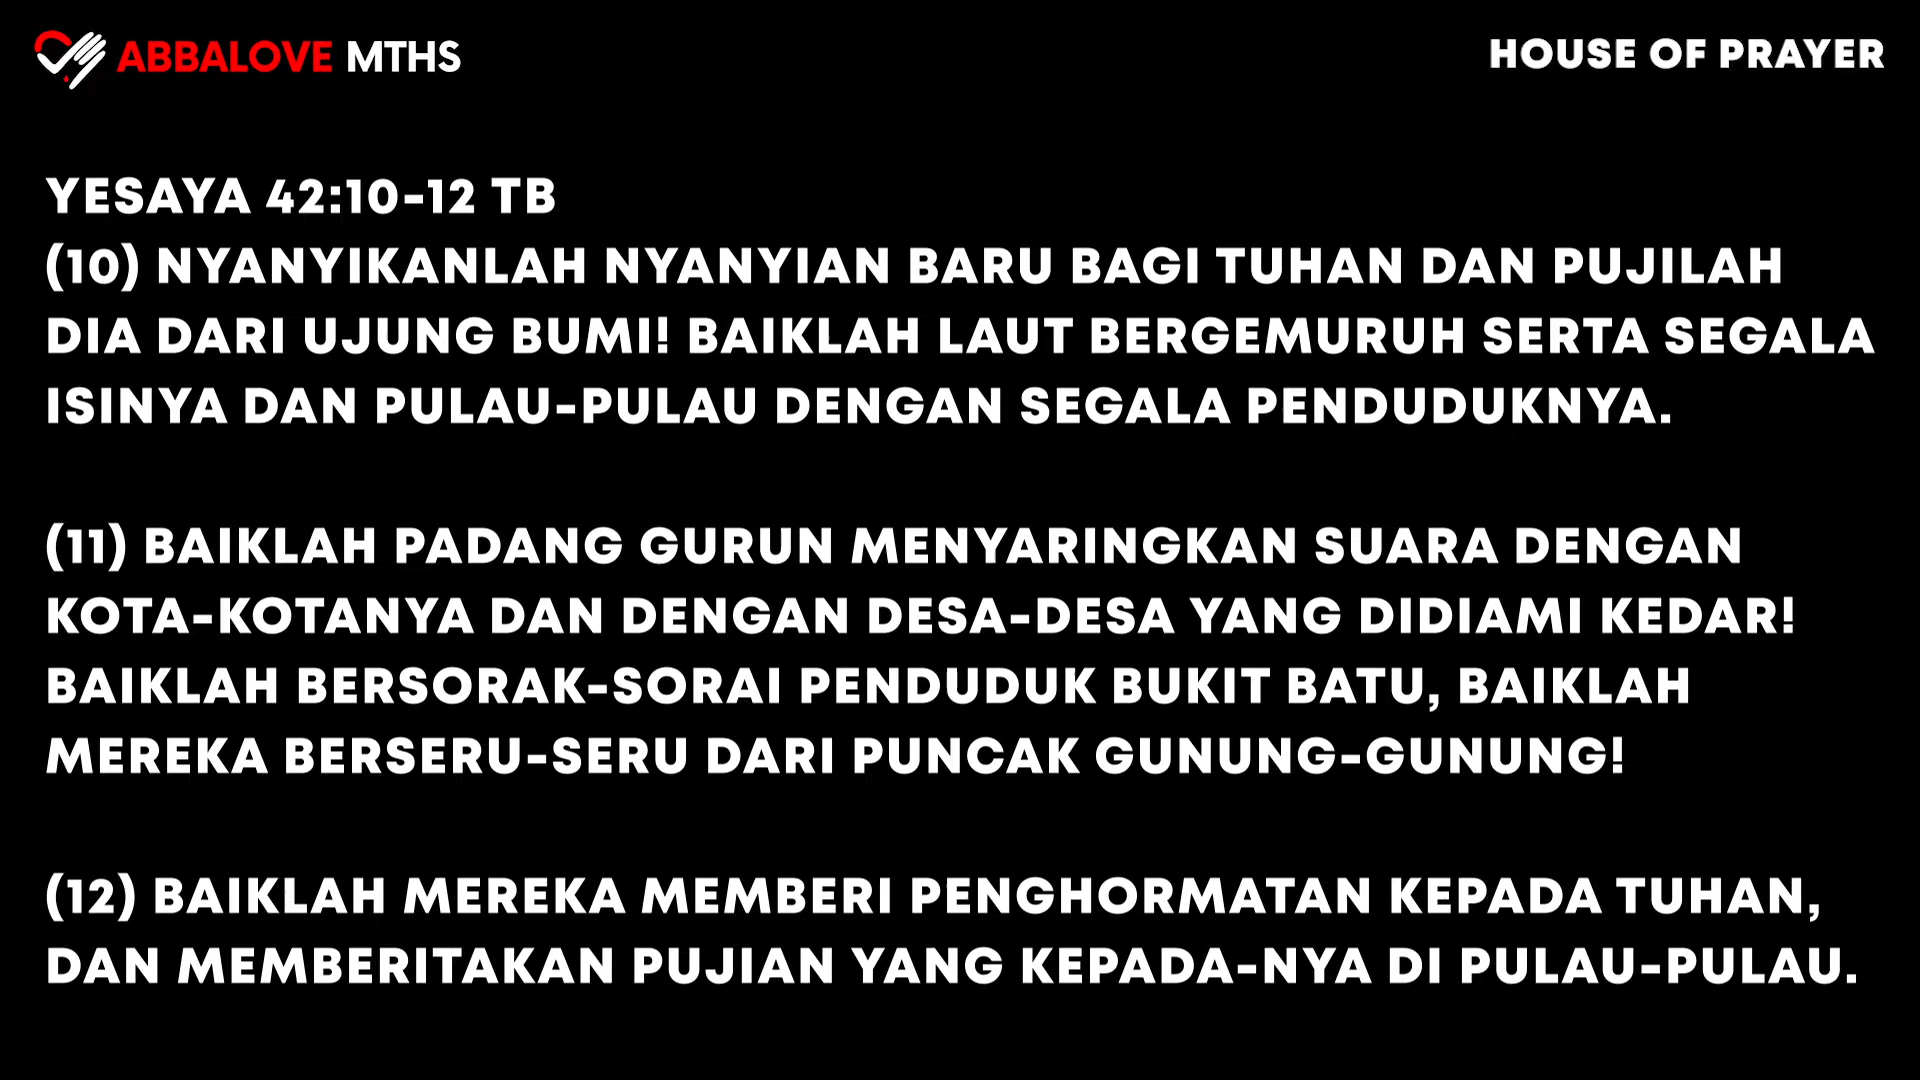 ABBALOVE MTHS
HOUSE OF PRAYER
YESAYA 42:10-12 TB
(10) NYANYIKANLAH NYANYIAN BARU BAGI TUHAN DAN PUJILAH
DIA DARI UJUNG BUMI! BAIKLAH LAUT BERGEMURUH SERTA SEGALA
ISINYA DAN PULAU-PULAU DENGAN SEGALA PENDUDUKNYA.
(11) BAIKLAH PADANG GURUN MENYARINGKAN SUARA DENGAN
KOTA-KOTANYA DAN DENGAN DESA-DESA YANG DIDIAMI KEDAR!
BAIKLAH BERSORAK-SORAI PENDUDUK BUKIT BATU, BAIKLAH
MEREKA BERSERU-SERU DARI PUNCAK GUNUNG-GUNUNG!
(12) BAIKLAH MEREKA MEMBERI PENGHORMATAN KEPADA TUHAN,
DAN MEMBERITAKAN PUJIAN YANG KEPADA-NYA DI PULAU-PULAU.